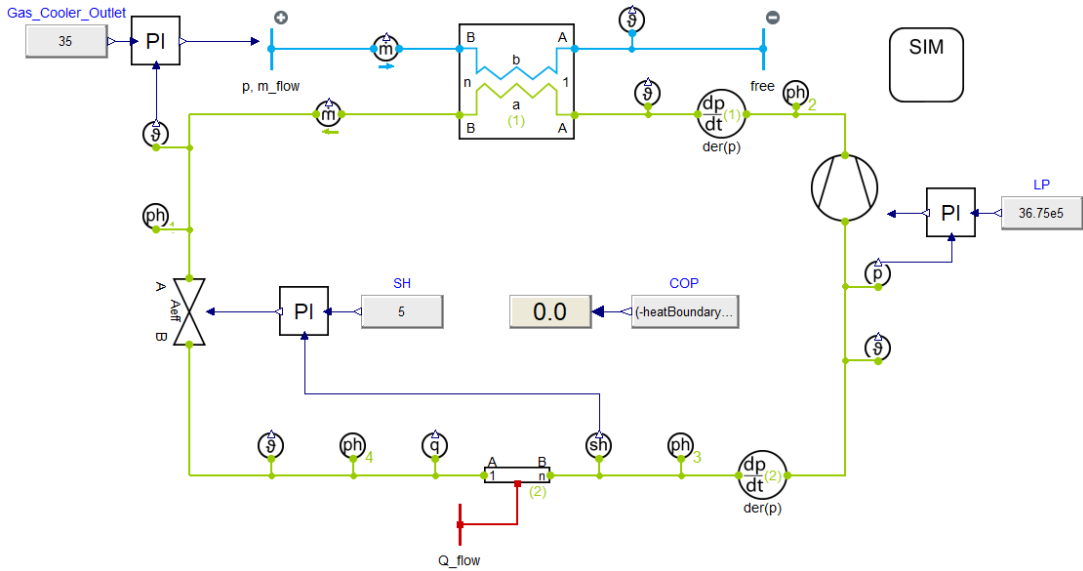 Gas_Cooler_Outlet
35
PI
p, m_flow
ṁ
B
A
b
n
1
a
(1)
B
A
ϑ
free
SIM
ṁ
ϑ
dp
dt
(1)
der(p)
ph
2
ϑ
ph
1
LP
PI
36.75e5
p
A
Aeff
B
PI
SH
5
0.0
COP
(-heatBoundary...
ϑ
ϑ
ph
4
q
A
B
1
n
(2)
sh
ph
3
dp
dt
(2)
der(p)
Q_flow